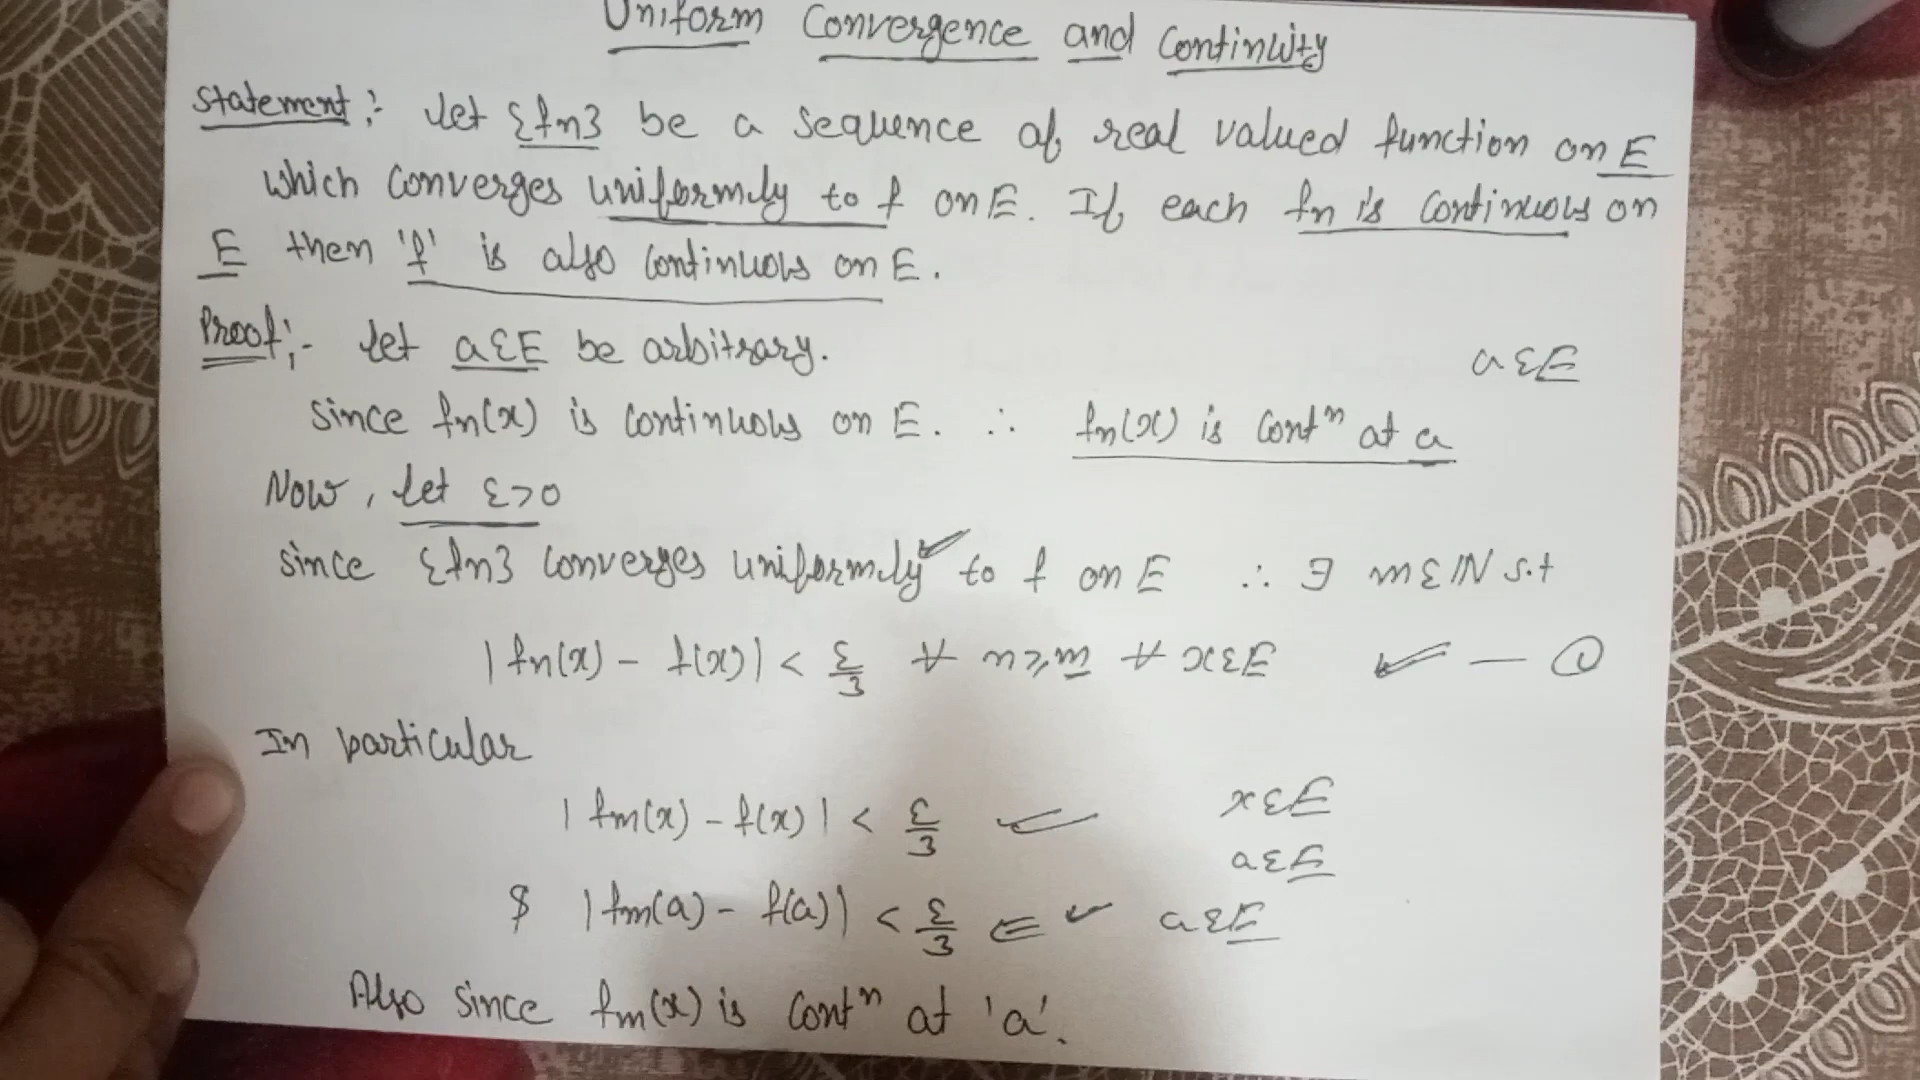 Uniform Convergence and Continuity
Statement :- Let {fn} be a sequence of real valued function on E
which converges uniformly to f on E. If each fn is continuous on
E then 'f' is also continuous on E.
Proof :- Let a ∈ E be arbitrary.
a ∈ E
Since fn(x) is continuous on E. ∴ fn(x) is contⁿ at a
Now, let ε>0
Since {fn} converges uniformly ✓ to f on E ∴ ∃ m ∈ ℕ s.t
|fn(x) - f(x)| < ε/3 ∀ n ≥ m ∀ x ∈ E ✓ — ①
In particular
|fm(x) - f(x)| < ε/3 ✓ x ∈ E
a ∈ E
& |fm(a) - f(a)| < ε/3 ✓ a ∈ E
Also since fm(x) is contⁿ at 'a'.